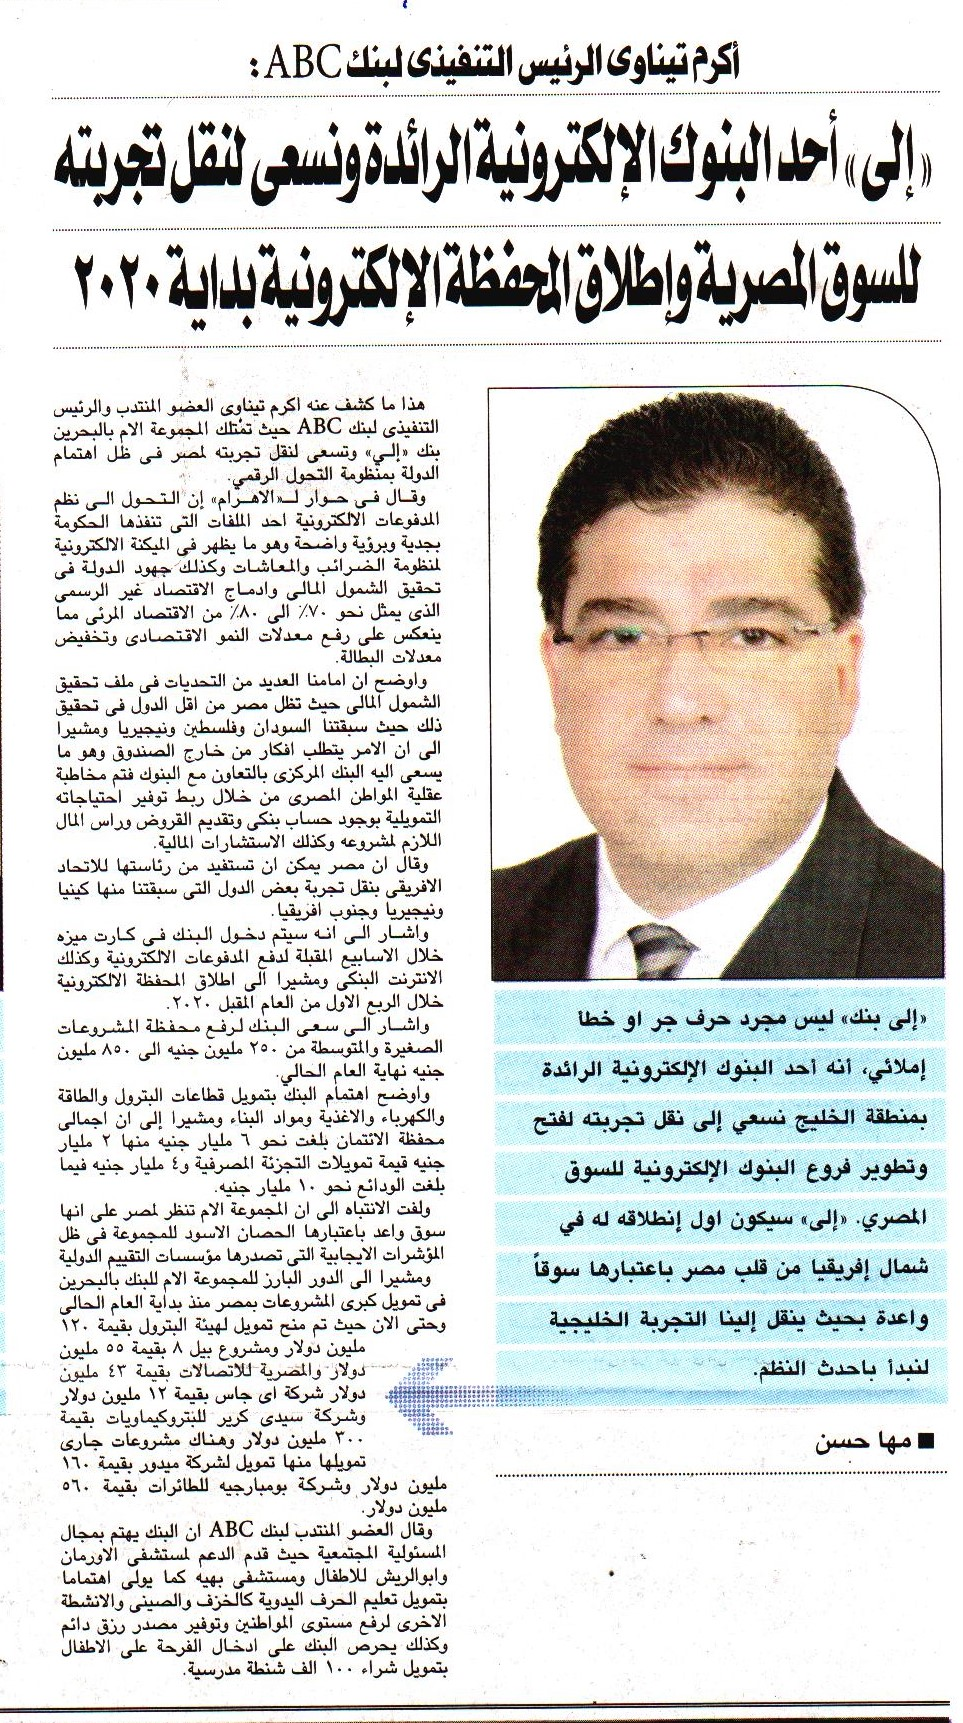 أكرم تيناوى الرئيس التنفيذى لبنك ABC :
«إلى» أحد البنوك الإلكترونية الرائدة ونسعى لنقل تجربته
للسوق المصرية وإطلاق المحفظة الإلكترونية بداية ٢٠٢٠
«إلى بنك» ليس مجرد حرف جر او خطا
إملائي، أنه أحد البنوك الإلكترونية الرائدة
بمنطقة الخليج نسعي إلى نقل تجربته لفتح
وتطوير فروع البنوك الإلكترونية للسوق
المصري. «إلى» سيكون اول إنطلاقه له في
شمال إفريقيا من قلب مصر باعتبارها سوقاً
واعدة بحيث ينقل إلينا التجربة الخليجية
لنبدأ باحدث النظم.
■ مها حسن
هذا ما كشف عنه اكرم تيناوى العضو المنتدب والرئيس
التنفيذى لبنك ABC حيث تمتلك المجموعة الام بالبحرين
بنك «إلي» وتسعى لنقل تجربته لمصر فى ظل اهتمام
الدولة بمنظومة التحول الرقمي.
وقال فى حوار لـ«الاهرام» إن التحول الى نظم
المدفوعات الالكترونية احد الملفات التى تنفذها الحكومة
بجدية وبرؤية واضحة وهو ما يظهر فى الميكنة الالكترونية
لمنظومة الضرائب والمعاشات وكذلك جهود الدولة فى
تحقيق الشمول المالى وادماج الاقتصاد غير الرسمى
الذى يمثل نحو ٧٠٪ الى ٨٠٪ من الاقتصاد المرئى مما
ينعكس على رفع معدلات النمو الاقتصادى وتخفيض
معدلات البطالة.
واوضح ان امامنا العديد من التحديات فى ملف تحقيق
الشمول المالى حيث تظل مصر من اقل الدول فى تحقيق
ذلك حيث سبقتنا السودان وفلسطين ونيجيريا ومشيرا
الى ان الامر يتطلب افكار من خارج الصندوق وهو ما
يسعى اليه البنك المركزى بالتعاون مع البنوك فتم مخاطبة
عقلية المواطن المصرى من خلال ربط توفير احتياجاته
التمويلية بوجود حساب بنكى وتقديم القروض وراس المال
اللازم لمشروعه وكذلك الاستشارات المالية.
وقال ان مصر يمكن ان تستفيد من رئاستها للاتحاد
الافريقى بنقل تجربة بعض الدول التى سبقتنا منها كينيا
ونيجيريا وجنوب افريقيا.
واشار الى انه سيتم دخول البنك فى كارت ميزه
خلال الاسابيع المقبلة لدفع المدفوعات الالكترونية وكذلك
الانترنت البنكى ومشيرا الى اطلاق المحفظة الالكترونية
خلال الربع الاول من العام المقبل ٢٠٢٠.
واشار الى سعى البنك لرفع محفظة المشروعات
الصغيرة والمتوسطة من ٢٥٠ مليون جنيه الى ٨٥٠ مليون
جنيه نهاية العام الحالي.
واوضح اهتمام البنك بتمويل قطاعات البترول والطاقة
والكهرباء والاغذية ومواد البناء ومشيرا إلى ان اجمالى
محفظة الائتمان بلغت نحو ٦ مليار جنيه منها ٢ مليار
جنيه قيمة تمويلات التجزئة المصرفية و٤ مليار جنيه فيما
بلغت الودائع نحو ١٠ مليار جنيه.
ولفت الانتباه الى ان المجموعة الام تنظر لمصر على انها
سوق واعد باعتبارها الحصان الاسود للمجموعة فى ظل
المؤشرات الايجابية التى تصدرها مؤسسات التقييم الدولية
ومشيرا الى الدور البارز للمجموعة الام للبنك بالبحرين
فى تمويل كبرى المشروعات بمصر منذ بداية العام الحالى
وحتى الان حيث تم منح تمويل لهيئة البترول بقيمة ١٢٠
مليون دولار ومشروع بيل ٨ بقيمة ٥٥ مليون
دولار والمصرية للاتصالات بقيمة ٤٣ مليون
دولار شركة اى جاس بقيمة ١٢ مليون دولار
وشركة سيدى كرير للبتروكيماويات بقيمة
٣٠٠ مليون دولار وهناك مشروعات جارى
تمويلها منها تمويل لشركة ميدور بقيمة ١٦٠
مليون دولار وشركة بومبارجيه للطائرات بقيمة ٥٦٠
مليون دولار.
وقال العضو المنتدب لبنك ABC ان البنك يهتم بمجال
المسئولية المجتمعية حيث قدم الدعم لمستشفى الاورمان
وابوالريش للاطفال ومستشفى بهيه كما يولى اهتماما
بتمويل تعليم الحرف اليدوية كالخزف والصينى والانشطة
الاخرى لرفع مستوى المواطنين وتوفير مصدر رزق دائم
وكذلك يحرص البنك على ادخال الفرحة على الاطفال
بتمويل شراء ١٠٠ الف شنطة مدرسية.